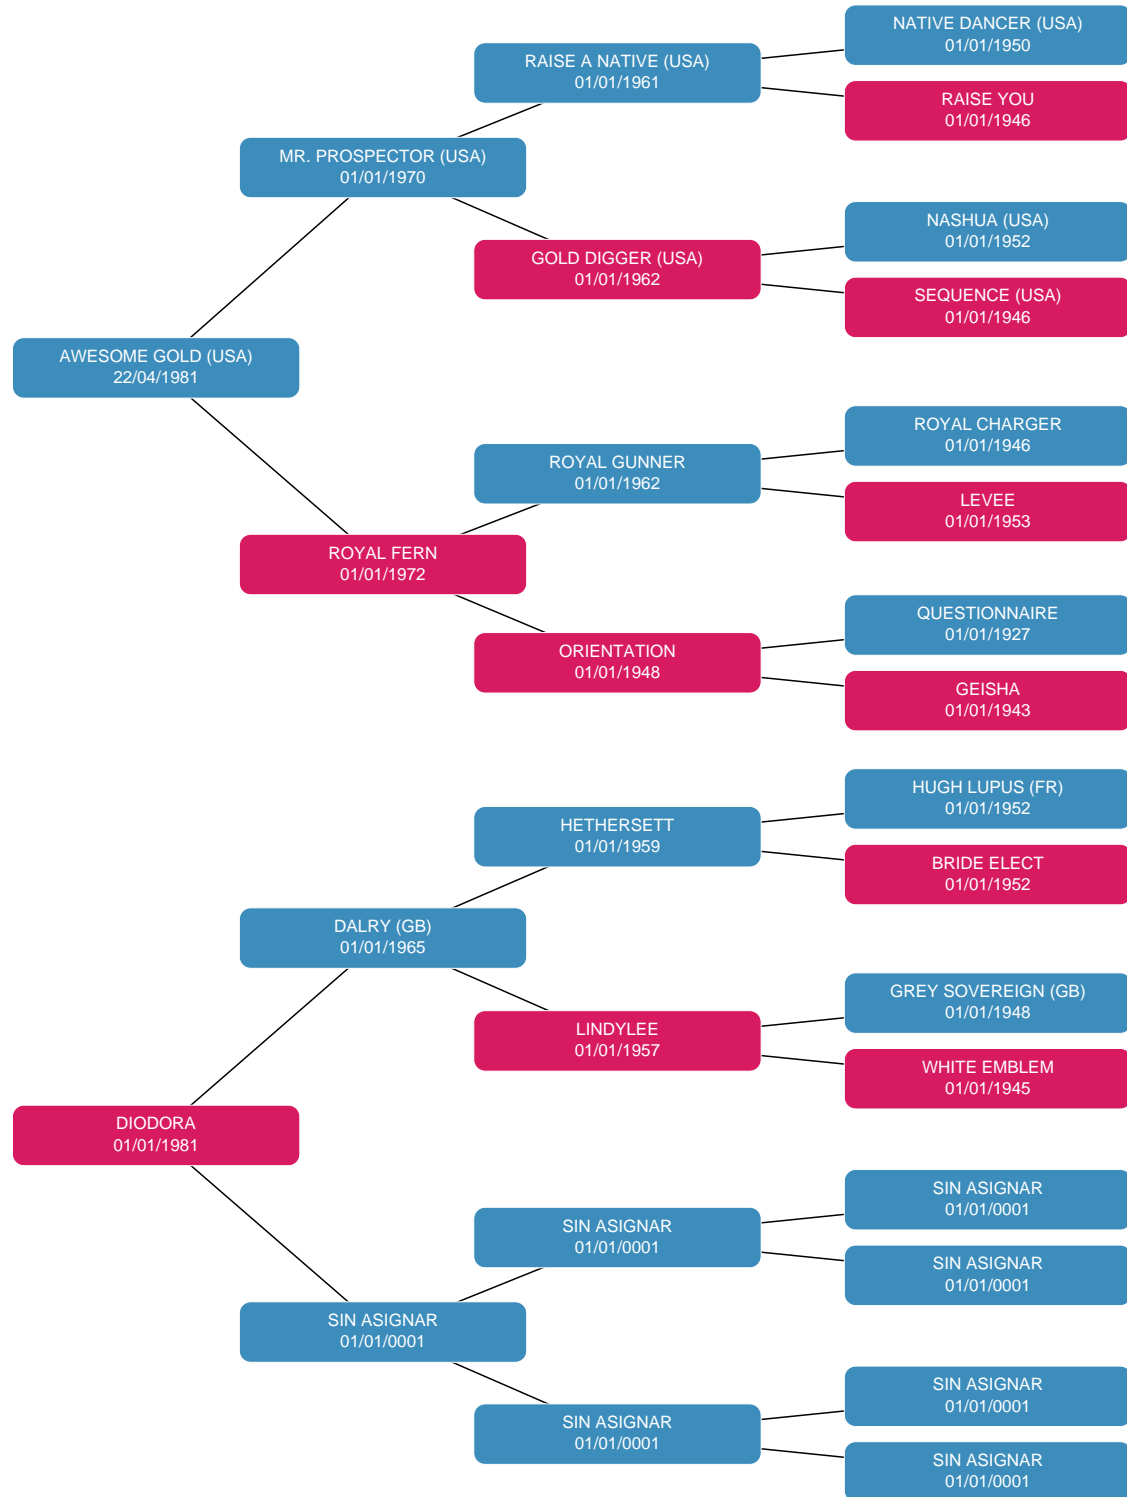 NATIVE DANCER (USA)
01/01/1950
RAISE A NATIVE (USA)
01/01/1961
RAISE YOU
01/01/1946
MR. PROSPECTOR (USA)
01/01/1970
NASHUA (USA)
01/01/1952
GOLD DIGGER (USA)
01/01/1962
SEQUENCE (USA)
01/01/1946
AWESOME GOLD (USA)
22/04/1981
ROYAL CHARGER
01/01/1946
ROYAL GUNNER
01/01/1962
LEVEE
01/01/1953
ROYAL FERN
01/01/1972
QUESTIONNAIRE
01/01/1927
ORIENTATION
01/01/1948
GEISHA
01/01/1943
HUGH LUPUS (FR)
01/01/1952
HETHERSETT
01/01/1959
BRIDE ELECT
01/01/1952
DALRY (GB)
01/01/1965
GREY SOVEREIGN (GB)
01/01/1948
LINDYLEE
01/01/1957
WHITE EMBLEM
01/01/1945
DIODORA
01/01/1981
SIN ASIGNAR
01/01/0001
SIN ASIGNAR
01/01/0001
SIN ASIGNAR
01/01/0001
SIN ASIGNAR
01/01/0001
SIN ASIGNAR
01/01/0001
SIN ASIGNAR
01/01/0001
SIN ASIGNAR
01/01/0001